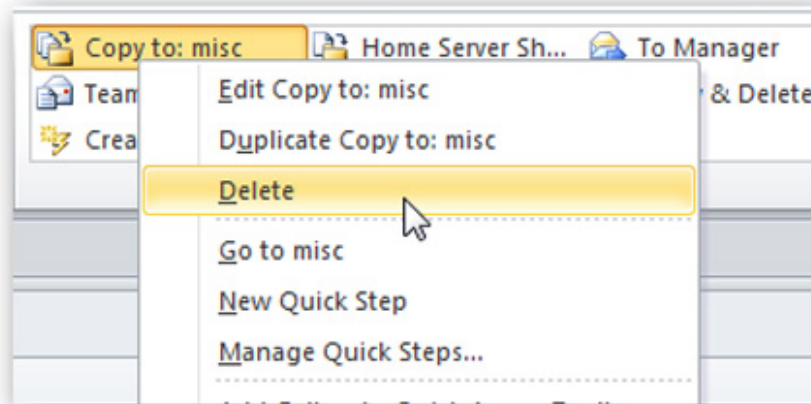 Copy to: misc Home Server Sh... To Manager
Team & Delete
Crea
Edit Copy to: misc
Duplicate Copy to: misc
Delete
Go to misc
New Quick Step
Manage Quick Steps...